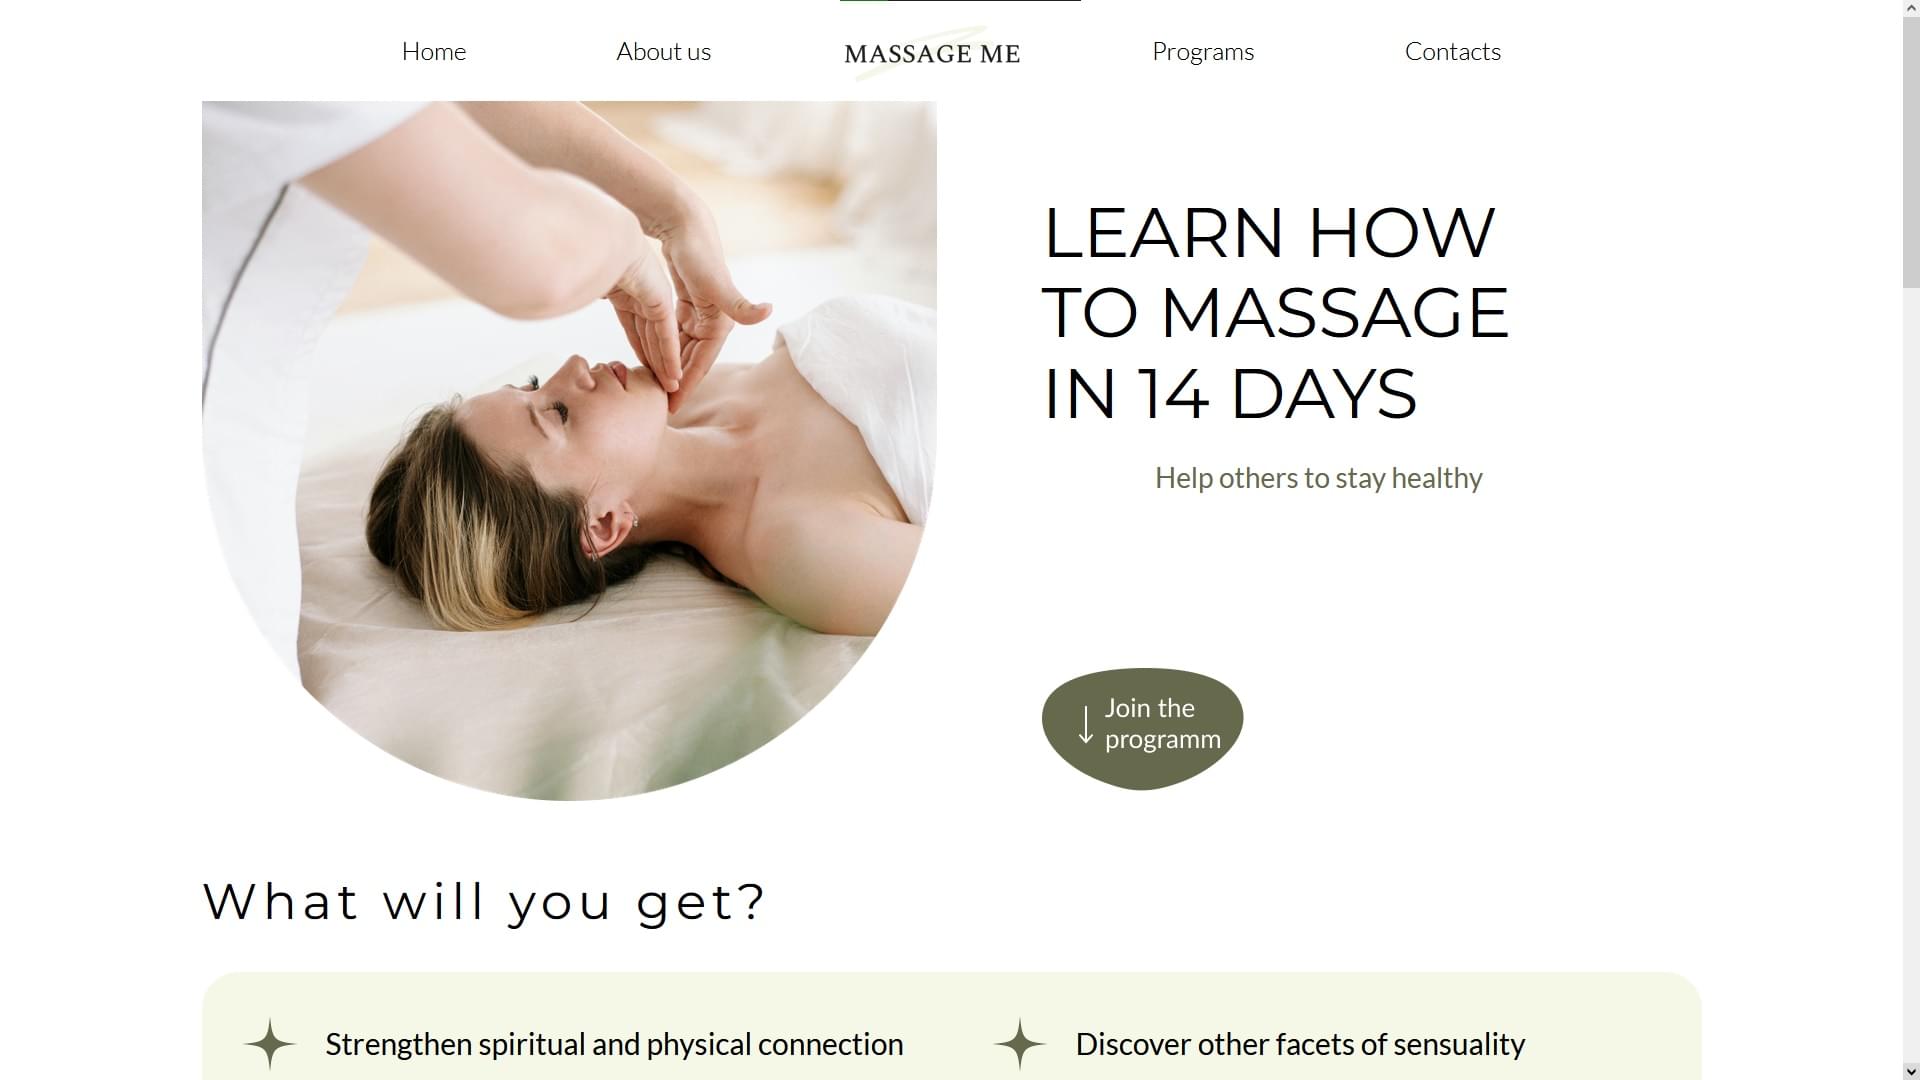 Home
About us
MASSAGE ME
Programs
Contacts
LEARN HOW
TO MASSAGE
IN 14 DAYS
Help others to stay healthy
Join the
programm
What will you get?
Strengthen spiritual and physical connection
Discover other facets of sensuality